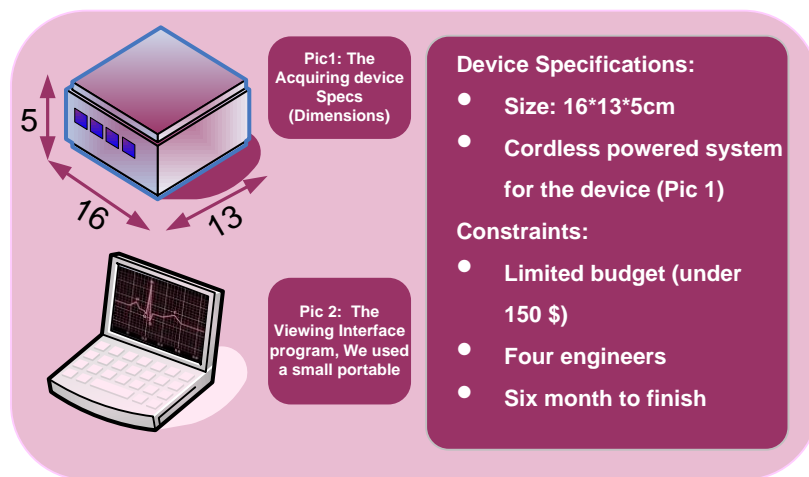 5
16
13
Pic1: The
Acquiring device
Specs
(Dimensions)
Pic 2:  The
Viewing Interface
program, We used
a small portable
Device Specifications:
● Size: 16*13*5cm
● Cordless powered system
for the device (Pic 1)
Constraints:
● Limited budget (under
150 $)
● Four engineers
● Six month to finish